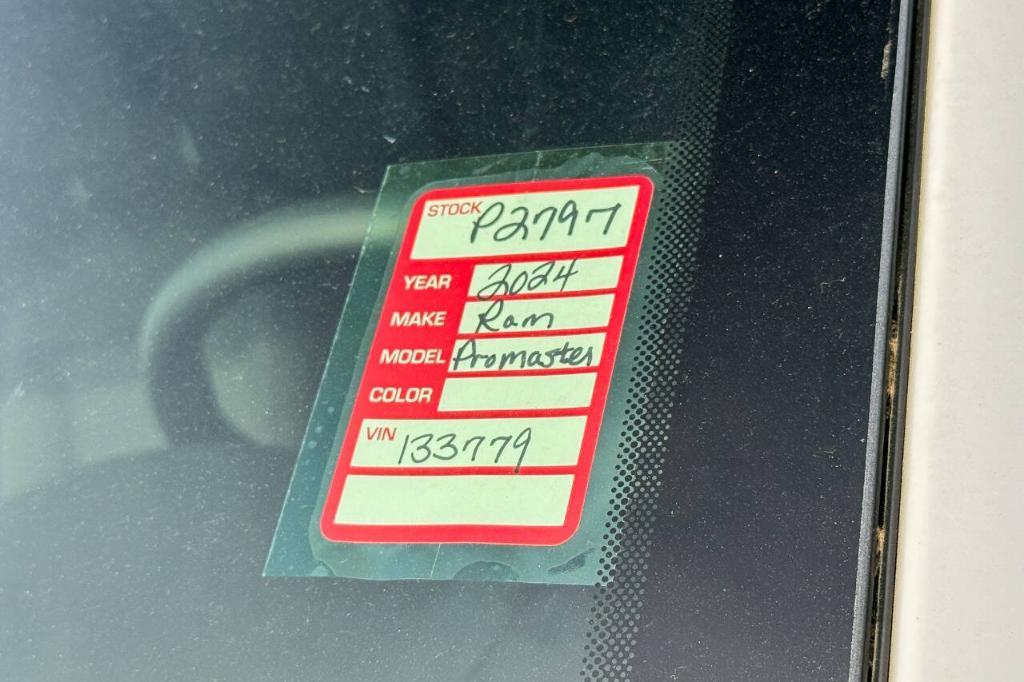 STOCK P2797
YEAR 2024
MAKE Ram
MODEL Promaster
COLOR
VIN 133779